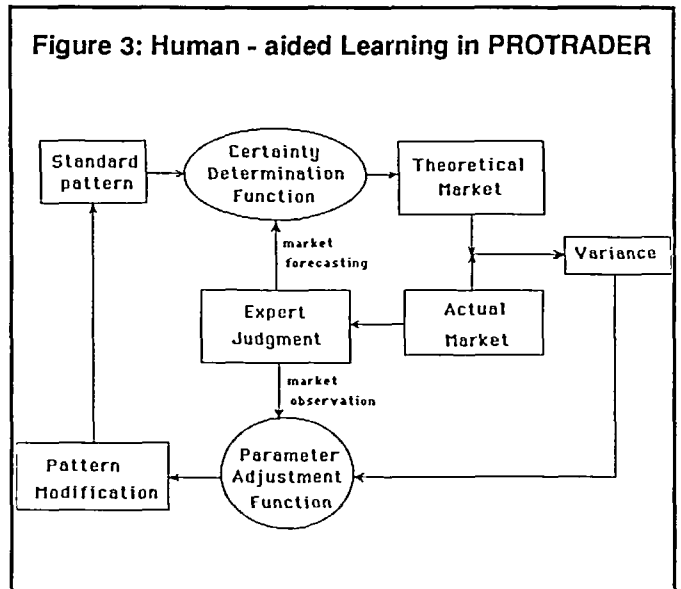 Figure 3: Human - aided Learning in PROTRADER
Standard
pattern
Certainty
Determination
Function
Theoretical
Market
market
forecasting
Variance
Expert
Judgment
Actual
Market
market
observation
Pattern
Modification
Parameter
Adjustment
Function